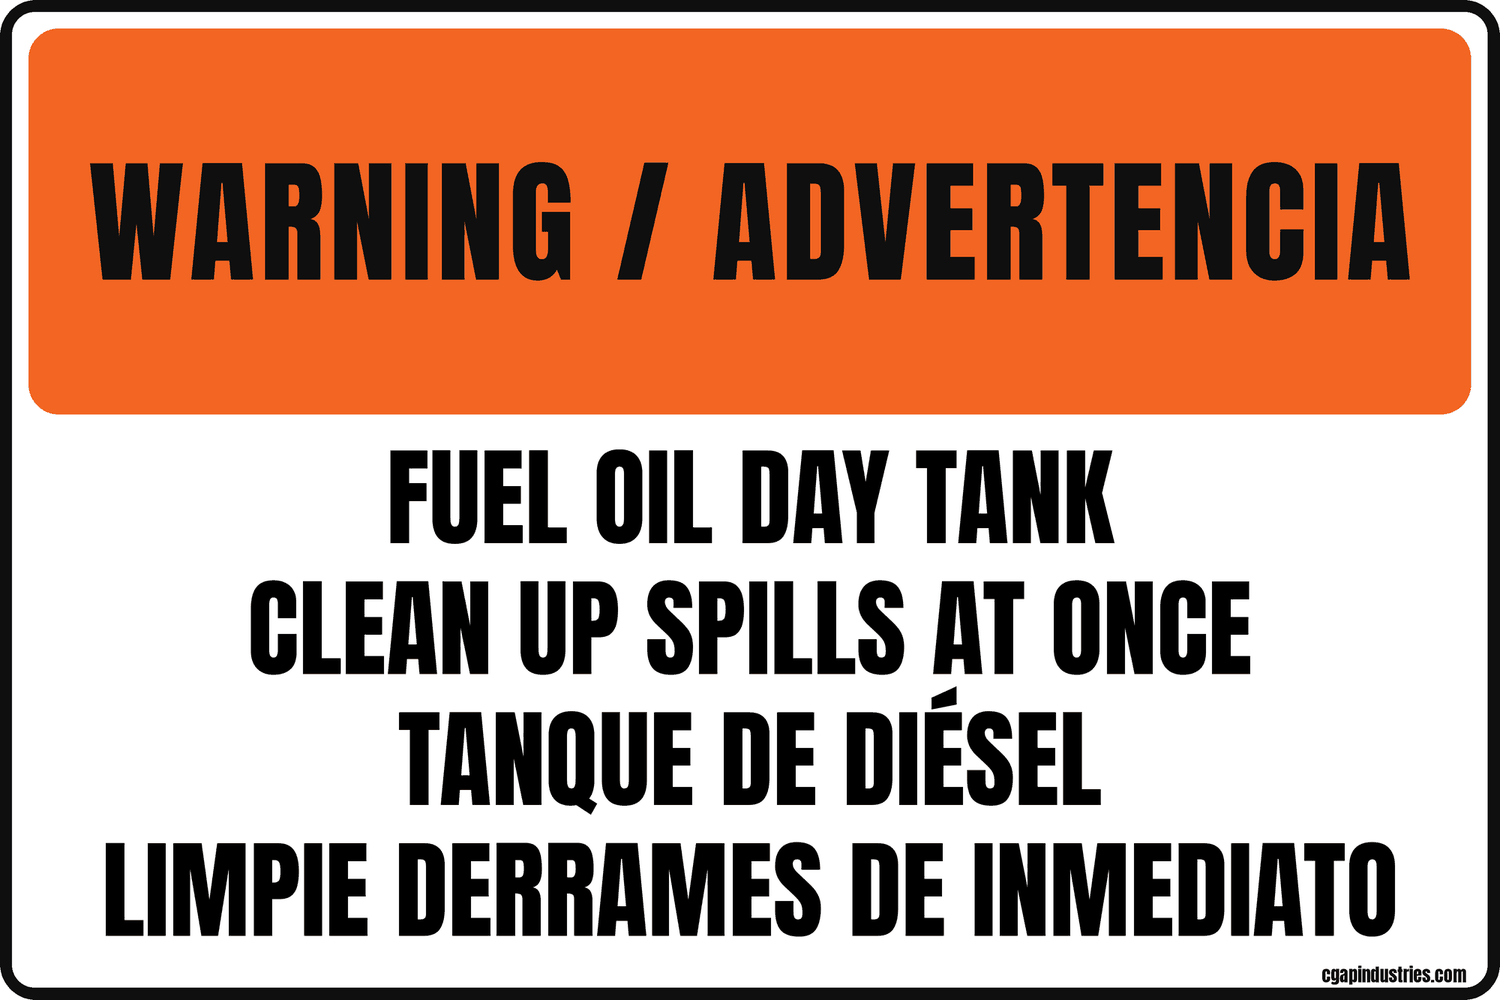 WARNING / ADVERTENCIA
FUEL OIL DAY TANK
CLEAN UP SPILLS AT ONCE
TANQUE DE DIÉSEL
LIMPIE DERRAMES DE INMEDIATO
cgapindustries.com